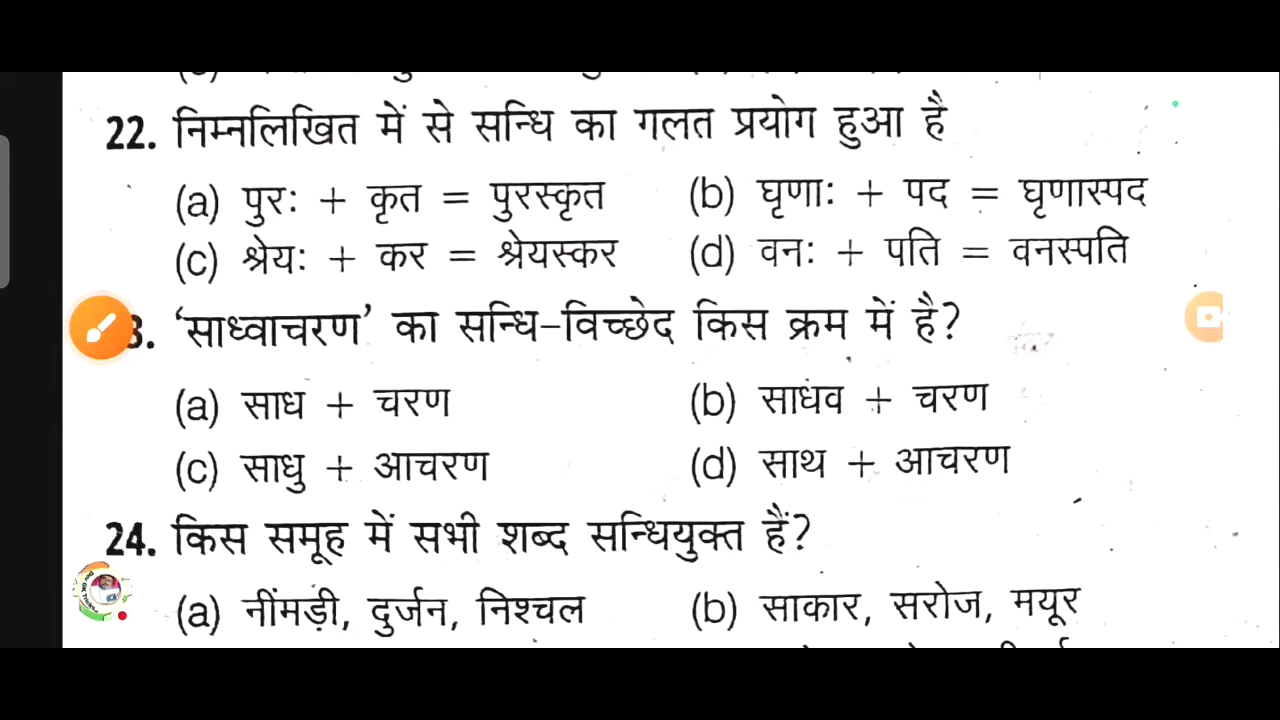 22. निम्नलिखित में से सन्धि का गलत प्रयोग हुआ है
(a) पुरः + कृत = पुरस्कृत (b) घृणाः + पद = घृणास्पद
(c) श्रेयः + कर = श्रेयस्कर (d) वनः + पति = वनस्पति
3. ‘साध्वाचरण’ का सन्धि-विच्छेद किस क्रम में है?
(a) साध + चरण (b) साधव + चरण
(c) साधु + आचरण (d) साथ + आचरण
24. किस समूह में सभी शब्द सन्धियुक्त हैं?
(a) नींमड़ी, दुर्जन, निश्चल (b) साकार, सरोज, मयूर